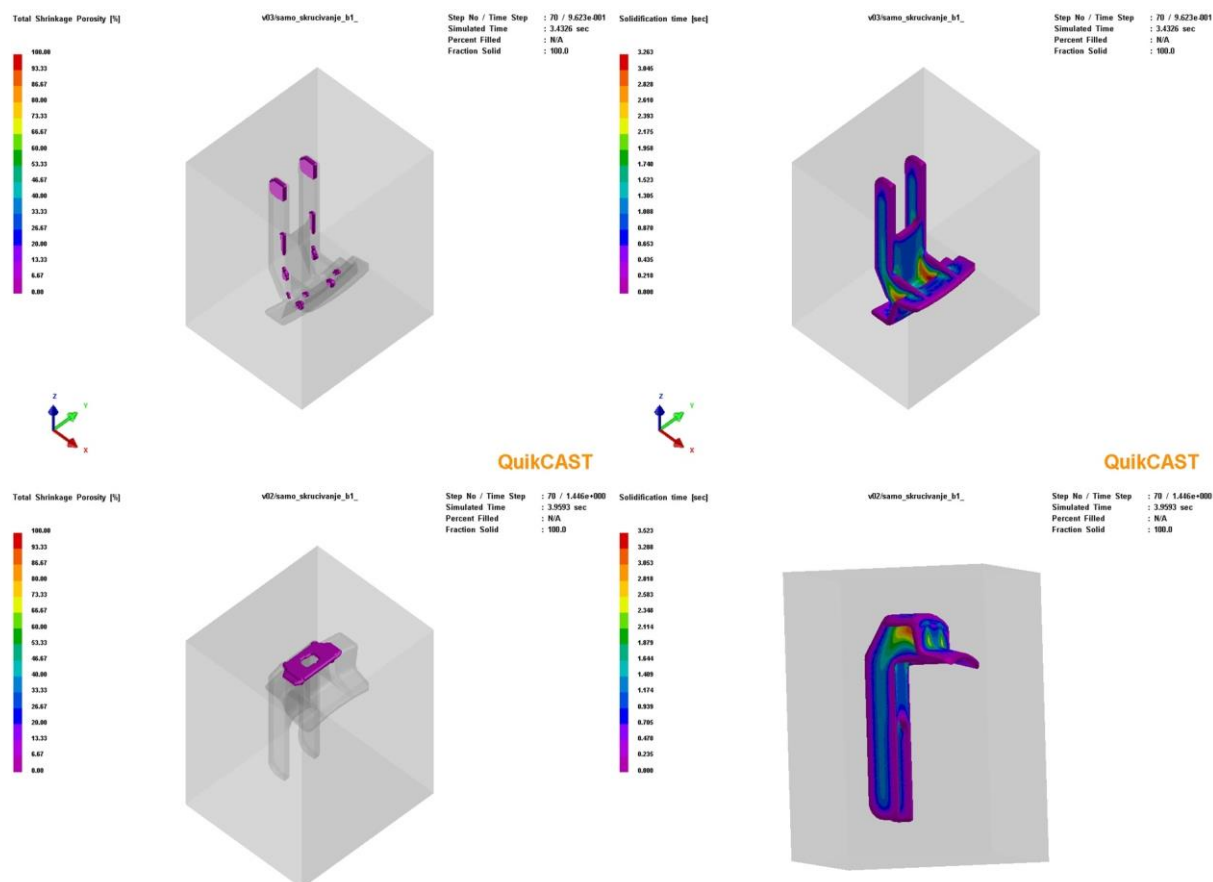 Total Shrinkage Porosity [%]
v03/samo_skrucivanje_b1_
Step No / Time Step : 70 / 9.623e-001
Simulated Time : 3.4326 sec
Percent Filled : N/A
Fraction Solid : 100.0
100.00
93.33
86.67
80.00
73.33
66.67
60.00
53.33
46.67
40.00
33.33
26.67
20.00
13.33
6.67
0.00
Z
Y
X
QuikCAST
Solidification time [sec]
v03/samo_skrucivanje_b1_
Step No / Time Step : 70 / 9.623e-001
Simulated Time : 3.4326 sec
Percent Filled : N/A
Fraction Solid : 100.0
3.263
3.045
2.828
2.610
2.393
2.175
1.958
1.740
1.523
1.305
1.088
0.870
0.653
0.435
0.218
0.000
Z
Y
X
QuikCAST
Total Shrinkage Porosity [%]
v02/samo_skrucivanje_b1_
Step No / Time Step : 70 / 1.446e+000
Simulated Time : 3.9593 sec
Percent Filled : N/A
Fraction Solid : 100.0
100.00
93.33
86.67
80.00
73.33
66.67
60.00
53.33
46.67
40.00
33.33
26.67
20.00
13.33
6.67
0.00
Solidification time [sec]
v02/samo_skrucivanje_b1_
Step No / Time Step : 70 / 1.446e+000
Simulated Time : 3.9593 sec
Percent Filled : N/A
Fraction Solid : 100.0
3.523
3.288
3.053
2.818
2.583
2.348
2.114
1.879
1.644
1.409
1.174
0.939
0.705
0.470
0.235
0.000